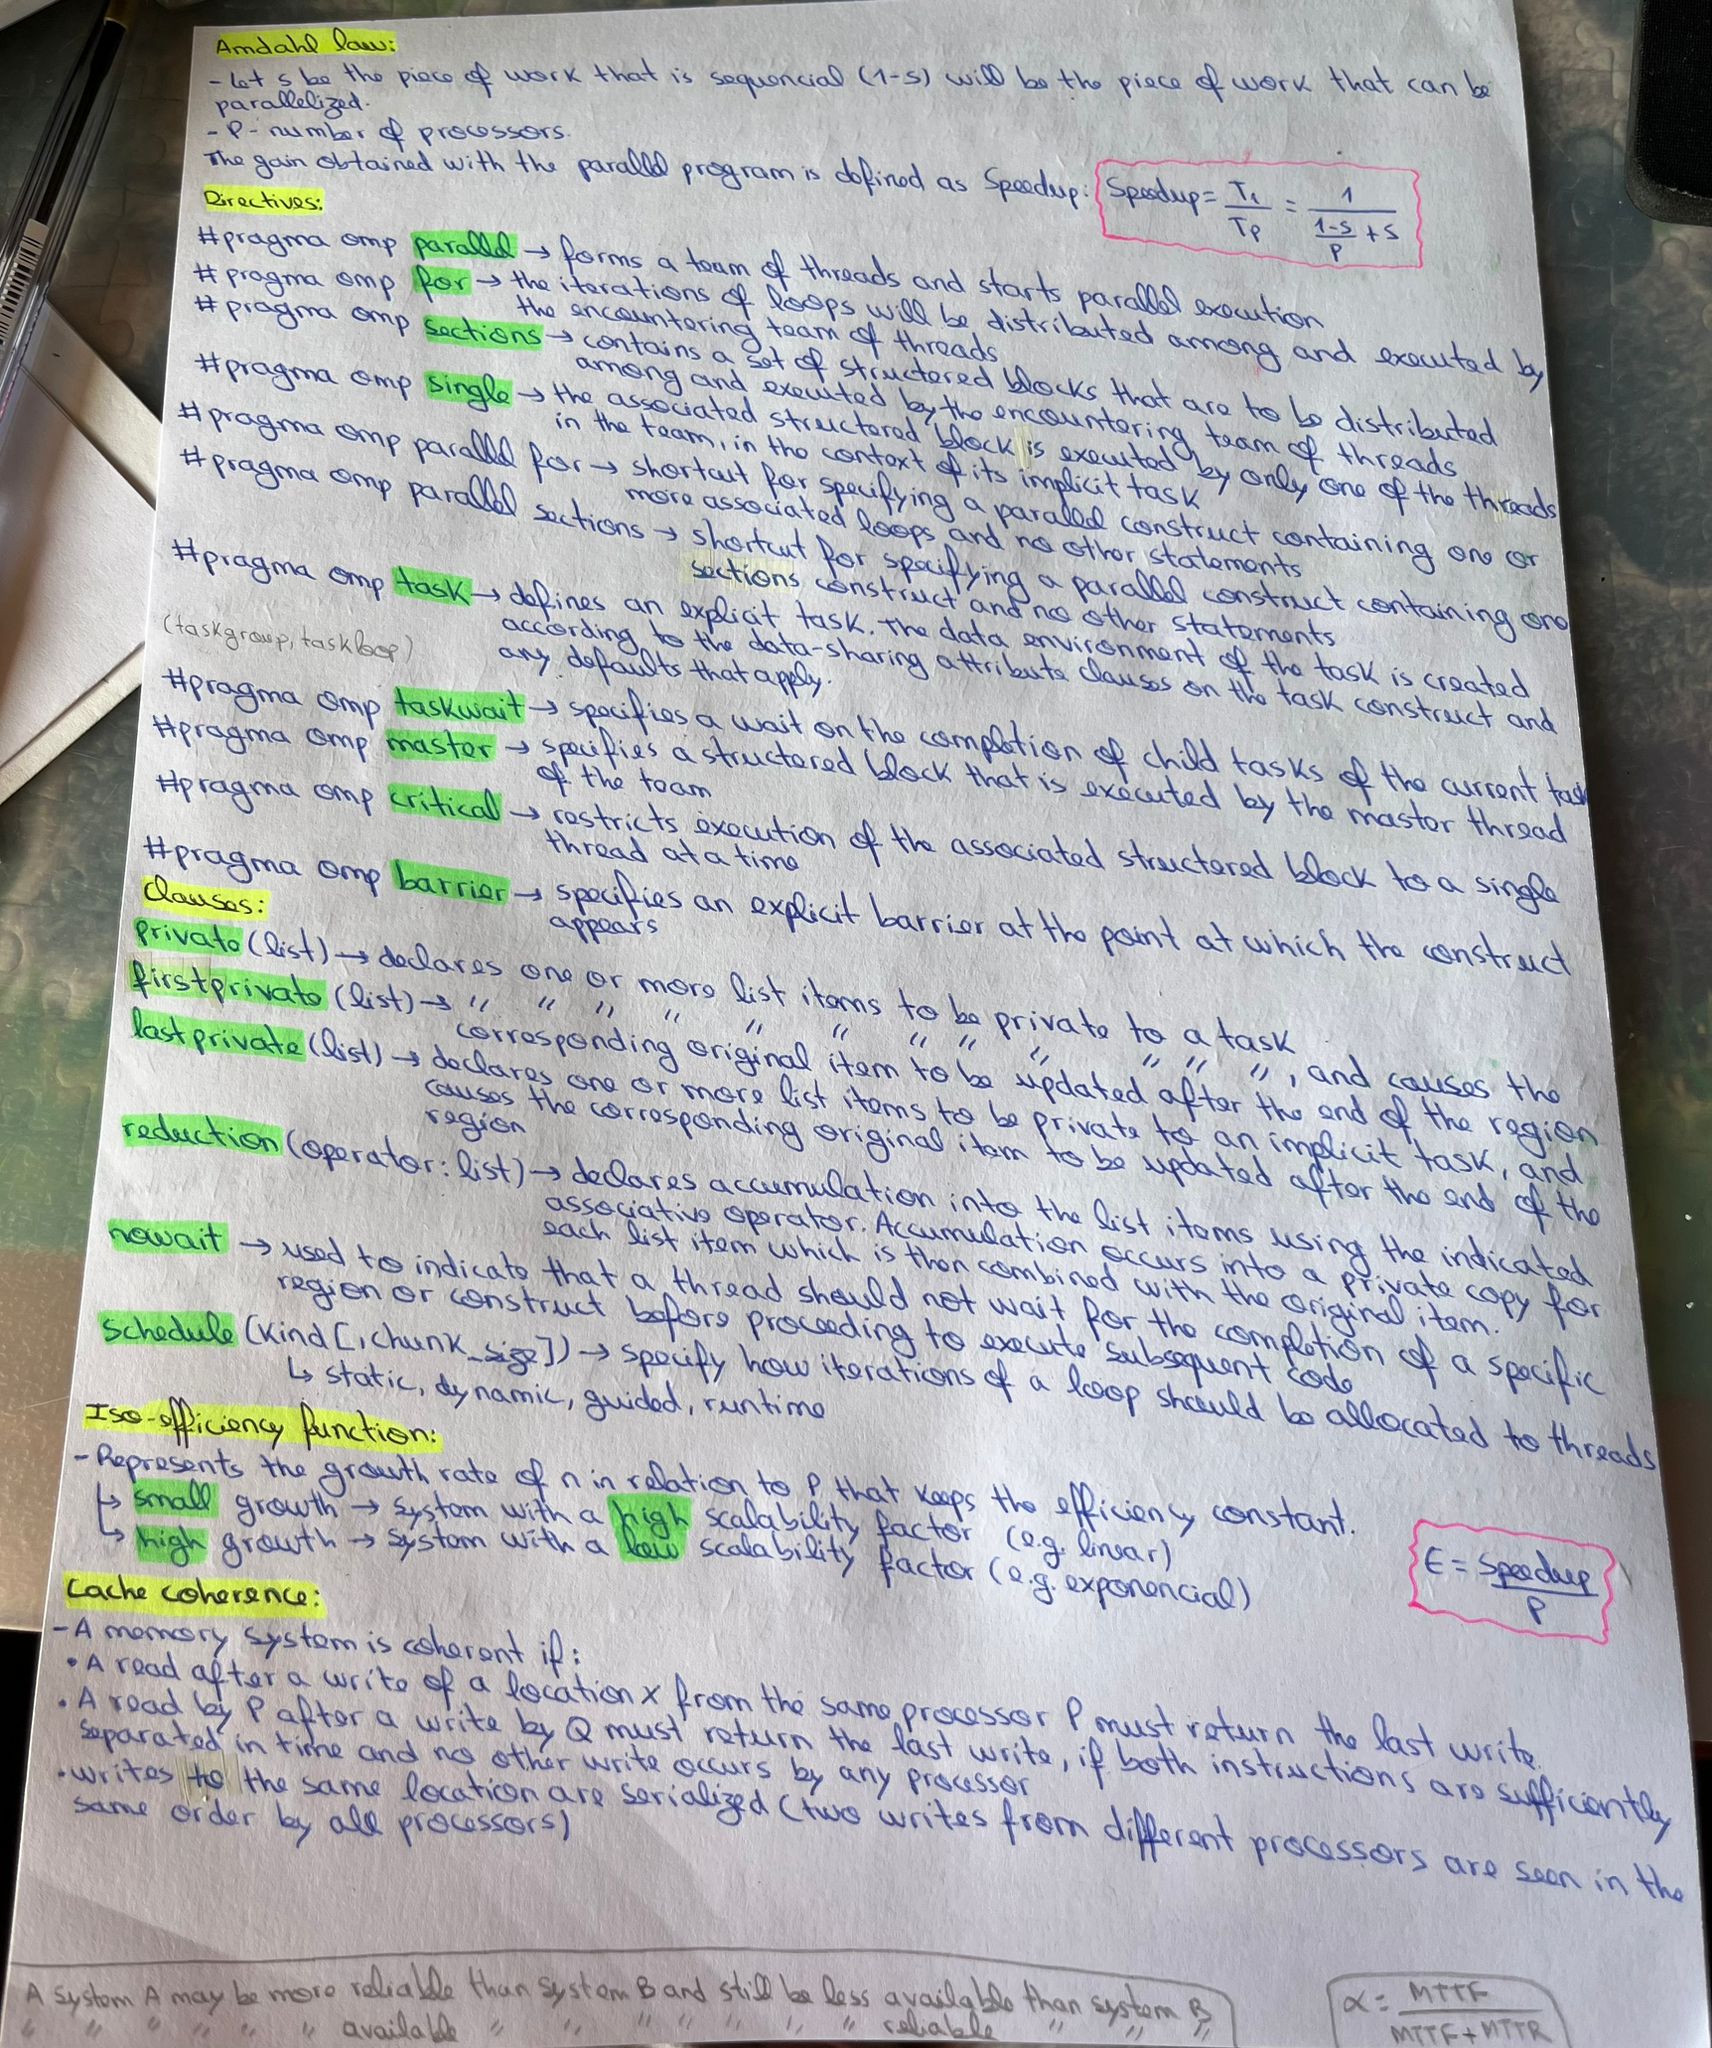 Amdahl law:
- Let s be the piece of work that is sequencial (1-s) will be the piece of work that can be
parallelized.
- P - number of processors.
The gain obtained with the parallel program is defined as Speedup: Speedup = T1/Tp = 1/((1-s)/P + s)
Directives:
#pragma omp parallel → forms a team of threads and starts parallel execution
#pragma omp for → the iterations of loops will be distributed among and executed by
the encountering team of threads
#pragma omp sections → contains a set of structured blocks that are to be distributed
among and executed by the encountering team of threads
#pragma omp single → the associated structured block is executed by only one of the threads
in the team, in the context of its implicit task
#pragma omp parallel for → shortcut for specifying a parallel construct containing one or
more associated loops and no other statements
#pragma omp parallel sections → shortcut for specifying a parallel construct containing one
sections construct and no other statements
#pragma omp task → defines an explicit task. The data environment of the task is created
according to the data-sharing attribute clauses on the task construct and
any defaults that apply.
(taskgroup, taskloop)
#pragma omp taskwait → specifies a wait on the completion of child tasks of the current task
#pragma omp master → specifies a structured block that is executed by the master thread
of the team
#pragma omp critical → restricts execution of the associated structured block to a single
thread at a time
#pragma omp barrier → specifies an explicit barrier at the point at which the construct
appears
Clauses:
private (list) → declares one or more list items to be private to a task
firstprivate (list) → " " " " " " " " " " " ", and causes the
corresponding original item to be updated after the end of the region
lastprivate (list) → declares one or more list items to be private to an implicit task, and
causes the corresponding original item to be updated after the end of the
region
reduction (operator: list) → declares accumulation into the list items using the indicated
associative operator. Accumulation occurs into a private copy for
each list item which is then combined with the original item.
nowait → used to indicate that a thread should not wait for the completion of a specific
region or construct before proceeding to execute subsequent code
schedule (kind [, chunk_size]) → specify how iterations of a loop should be allocated to threads
↳ static, dynamic, guided, runtime
Iso-efficiency function:
- Represents the growth rate of n in relation to P that keeps the efficiency constant.
↳ small growth → system with a high scalability factor (e.g. linear)
↳ high growth → system with a low scalability factor (e.g. exponencial)
E = Speedup/P
Cache coherence:
- A memory system is coherent if:
• A read after a write of a location x from the same processor P must return the last write.
• A read by P after a write by Q must return the last write, if both instructions are sufficiently
separated in time and no other write occurs by any processor
• writes to the same location are serialized (two writes from different processors are seen in the
same order by all processors)
A system A may be more reliable than system B and still be less available than system B
" " " " " " available " " " " " " " reliable " " "
α = MTTF/(MTTF + MTTR)